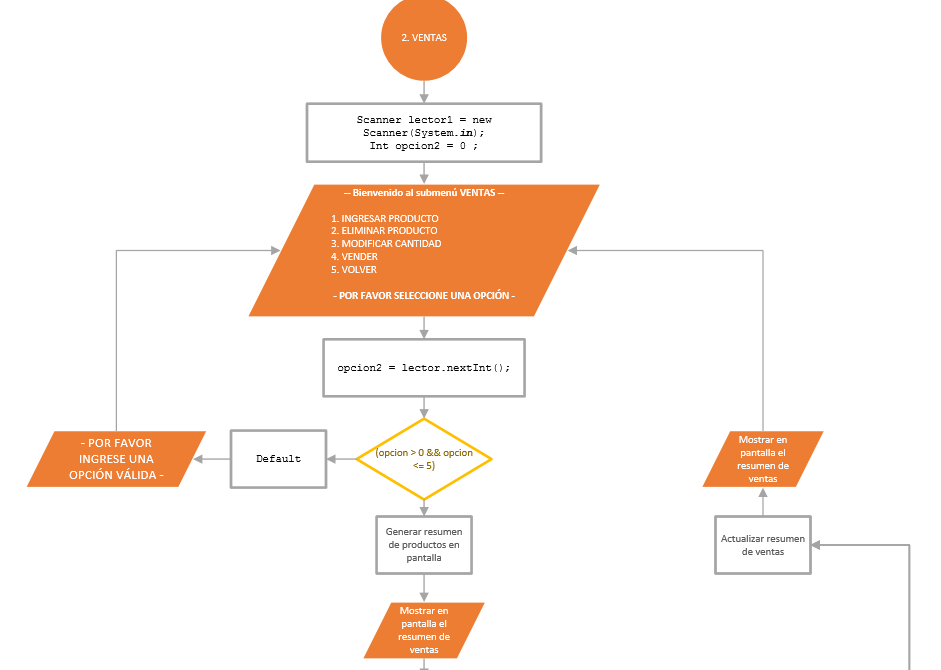 2. VENTAS
Scanner lector1 = new
Scanner(System.in);
Int opcion2 = 0 ;
-- Bienvenido al submenú VENTAS --
1. INGRESAR PRODUCTO
2. ELIMINAR PRODUCTO
3. MODIFICAR CANTIDAD
4. VENDER
5. VOLVER
- POR FAVOR SELECCIONE UNA OPCIÓN -
opcion2 = lector.nextInt();
(opcion > 0 && opcion
<= 5)
Default
- POR FAVOR
INGRESE UNA
OPCIÓN VÁLIDA -
Mostrar en
pantalla el
resumen de
ventas
Actualizar resumen
de ventas
Generar resumen
de productos en
pantalla
Mostrar en
pantalla el
resumen de
ventas